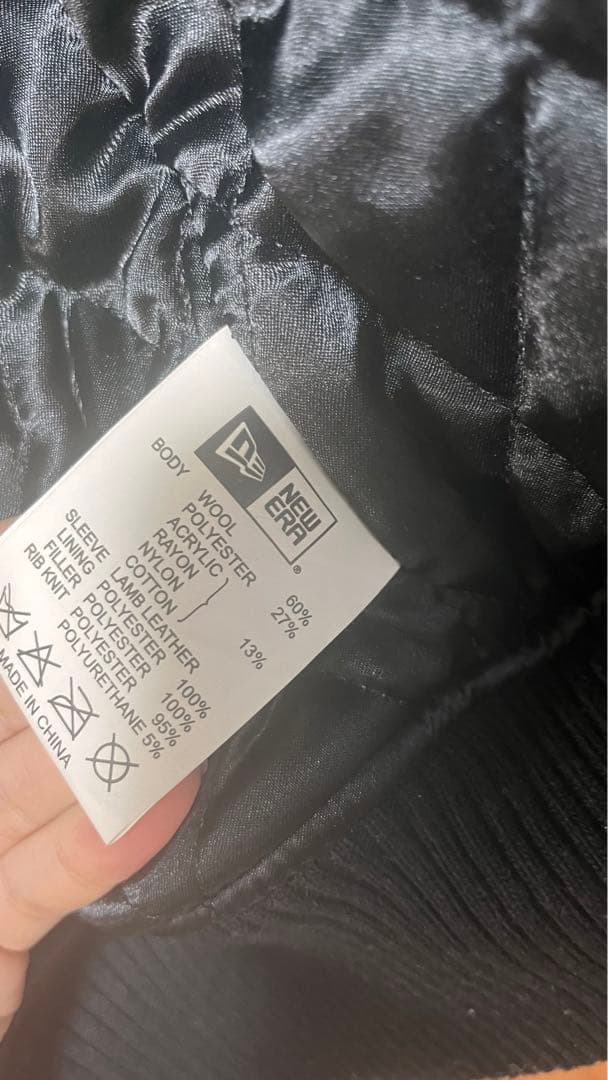 NEW
ERA
®
BODY WOOL 60%
POLYESTER 27%
ACRYLIC
RAYON
NYLON 13%
COTTON
SLEEVE LAMB LEATHER
LINING POLYESTER 100%
FILLER POLYESTER 100%
RIB KNIT POLYESTER 95%
POLYURETHANE 5%
MADE IN CHINA